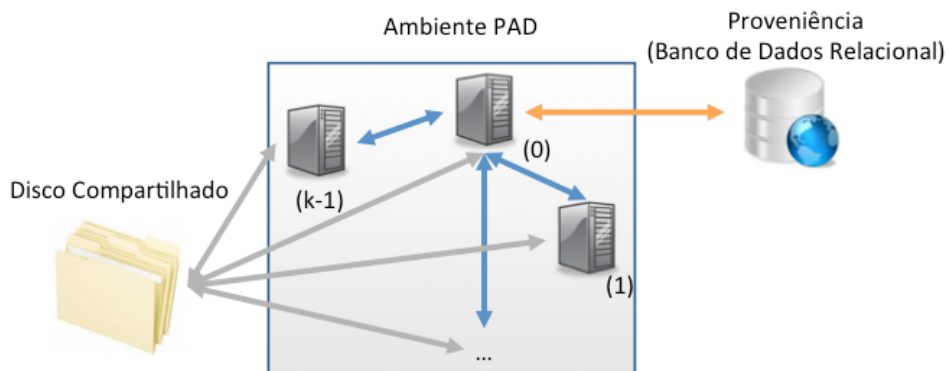 Ambiente PAD
Proveniência
(Banco de Dados Relacional)
Disco Compartilhado
(0)
(k-1)
(1)
...